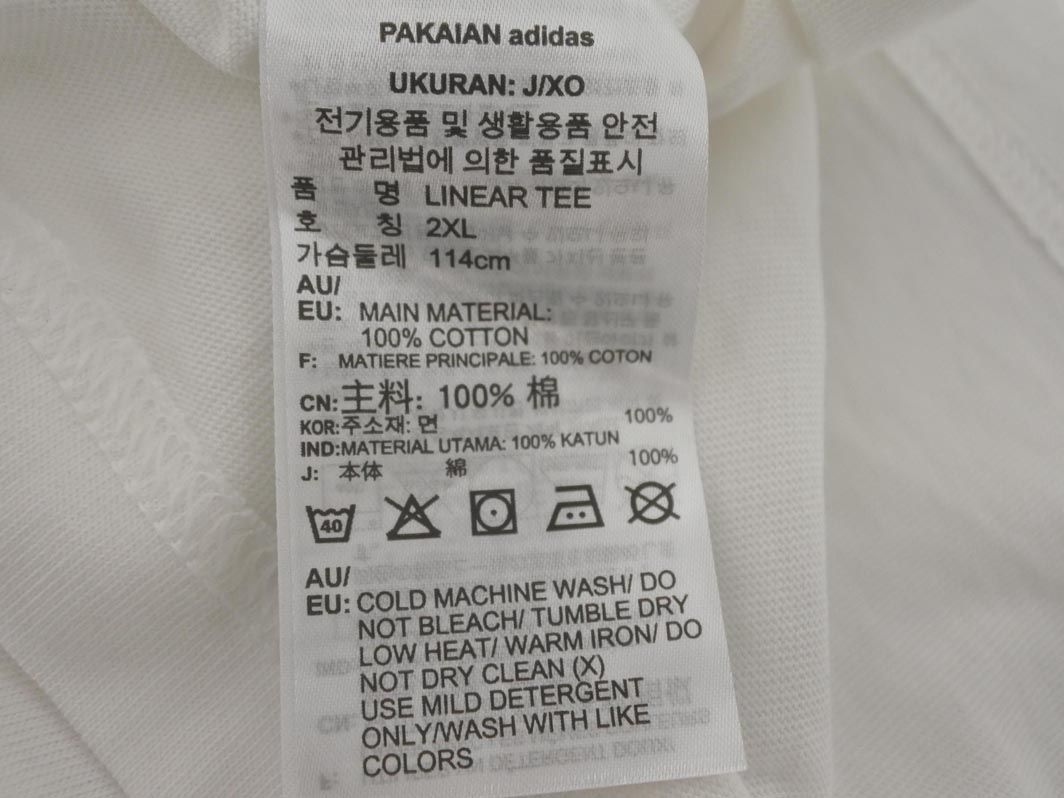 PAKAIAN adidas
UKURAN: J/XO
전기용품 및 생활용품 안전
관리법에 의한 품질표시
품 명 LINEAR TEE
호 칭 2XL
가슴둘레 114cm
AU/
EU: MAIN MATERIAL:
100% COTTON
F: MATIERE PRINCIPALE: 100% COTON
CN: 主料: 100% 棉
KOR:주소재: 면 100%
IND:MATERIAL UTAMA: 100% KATUN
J: 本体 綿 100%
40
AU/
EU: COLD MACHINE WASH/ DO
NOT BLEACH/ TUMBLE DRY
LOW HEAT/ WARM IRON/ DO
NOT DRY CLEAN (X)
USE MILD DETERGENT
ONLY/WASH WITH LIKE
COLORS